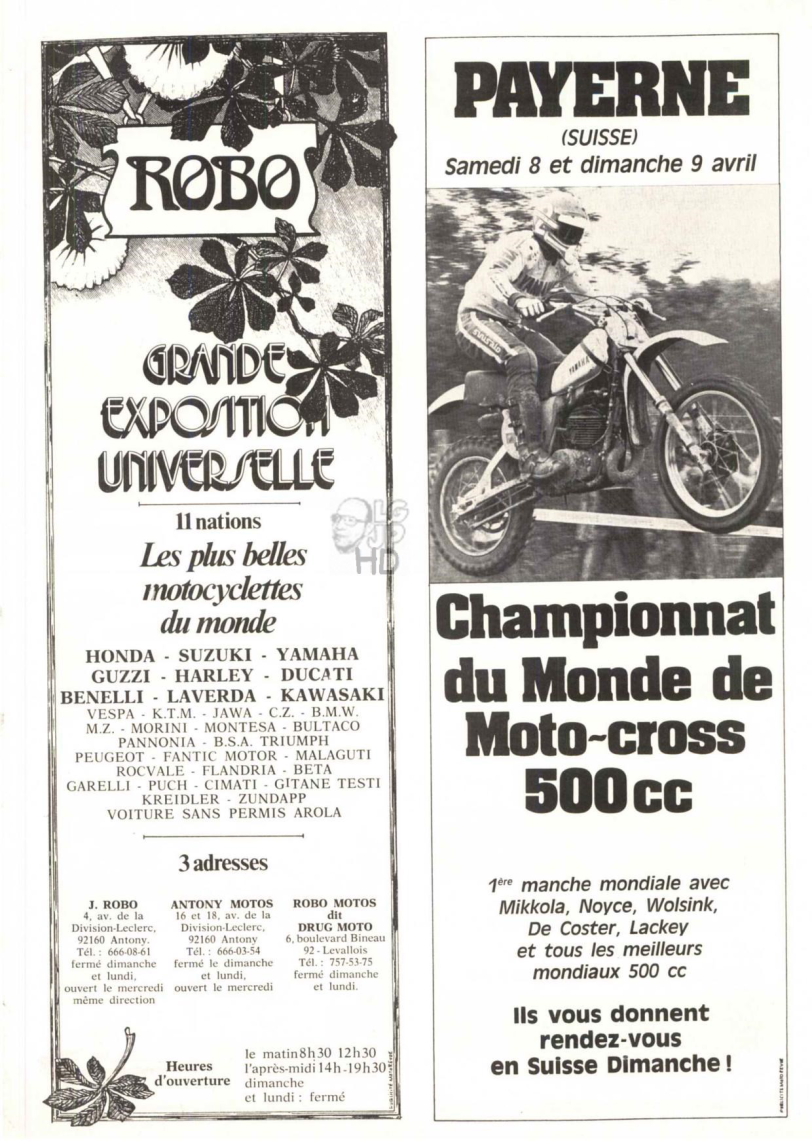 ROBO
GRANDE
EXPOSITION
UNIVERSELLE
11 nations
Les plus belles
motocyclettes
du monde
HONDA - SUZUKI - YAMAHA
GUZZI - HARLEY - DUCATI
BENELLI - LAVERDA - KAWASAKI
VESPA - K.T.M. - JAWA - C.Z. - B.M.W.
M.Z. - MORINI - MONTESA - BULTACO
PANNONIA - B.S.A. TRIUMPH
PEUGEOT - FANTIC MOTOR - MALAGUTI
ROCVALE - FLANDRIA - BETA
GARELLI - PUCH - CIMATI - GITANE TESTI
KREIDLER - ZUNDAPP
VOITURE SANS PERMIS AROLA
3 adresses
J. ROBO
4, av. de la
Division-Leclerc,
92160 Antony.
Tél. : 666-08-61
fermé dimanche
et lundi,
ouvert le mercredi
même direction
ANTONY MOTOS
16 et 18, av. de la
Division-Leclerc,
92160 Antony
Tél. : 666-03-54
fermé le dimanche
et lundi,
ouvert le mercredi
ROBO MOTOS
dit
DRUG MOTO
6, boulevard Bineau
92 - Levallois
Tél. : 757-53-75
fermé dimanche
et lundi.
Heures
d'ouverture
le matin 8h30 12h30
l'après-midi 14h-19h30
dimanche
et lundi : fermé
LG
JS
HD
PAYERNE
(SUISSE)
Samedi 8 et dimanche 9 avril
YAMAHA
Championnat
du Monde de
Moto-cross
500 cc
1ère manche mondiale avec
Mikkola, Noyce, Wolsink,
De Coster, Lackey
et tous les meilleurs
mondiaux 500 cc
Ils vous donnent
rendez-vous
en Suisse Dimanche !